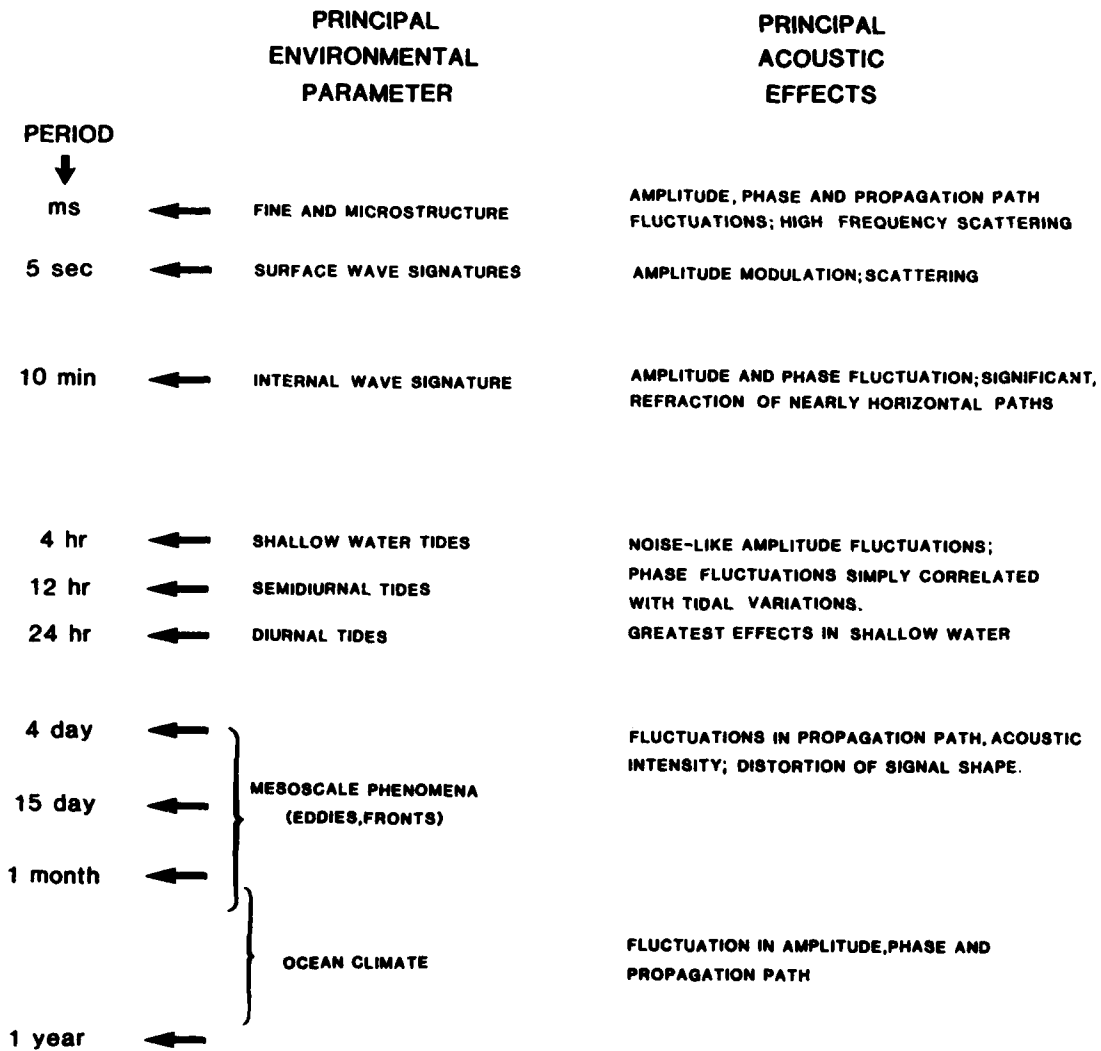 PRINCIPAL
ENVIRONMENTAL
PARAMETER
PRINCIPAL
ACOUSTIC
EFFECTS
PERIOD
ms
FINE AND MICROSTRUCTURE
AMPLITUDE, PHASE AND PROPAGATION PATH
FLUCTUATIONS; HIGH FREQUENCY SCATTERING
5 sec
SURFACE WAVE SIGNATURES
AMPLITUDE MODULATION; SCATTERING
10 min
INTERNAL WAVE SIGNATURE
AMPLITUDE AND PHASE FLUCTUATION; SIGNIFICANT,
REFRACTION OF NEARLY HORIZONTAL PATHS
4 hr
SHALLOW WATER TIDES
NOISE-LIKE AMPLITUDE FLUCTUATIONS;
12 hr
SEMIDIURNAL TIDES
PHASE FLUCTUATIONS SIMPLY CORRELATED
WITH TIDAL VARIATIONS.
24 hr
DIURNAL TIDES
GREATEST EFFECTS IN SHALLOW WATER
4 day
FLUCTUATIONS IN PROPAGATION PATH, ACOUSTIC
INTENSITY; DISTORTION OF SIGNAL SHAPE.
15 day
MESOSCALE PHENOMENA
(EDDIES,FRONTS)
1 month
OCEAN CLIMATE
FLUCTUATION IN AMPLITUDE,PHASE AND
PROPAGATION PATH
1 year